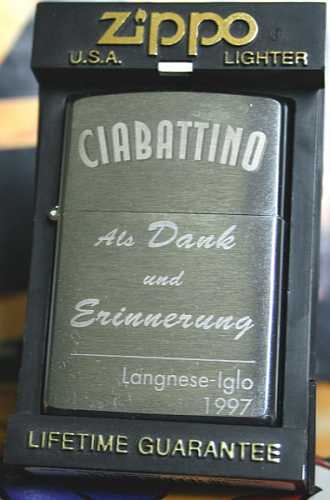 Zippo
U.S.A. LIGHTER
CIABATTINO
Als Dank
und
Erinnerung
Langnese-Iglo
1997
LIFETIME GUARANTEE